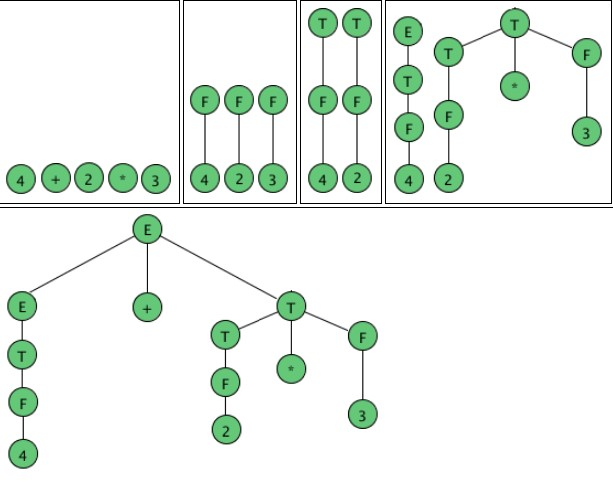 4 + 2 * 3
F F F
4 2 3
T T
F F
4 2
E T
T T F
F F * 3
4 2
E
E + T
T T * F
F F 3
4 2